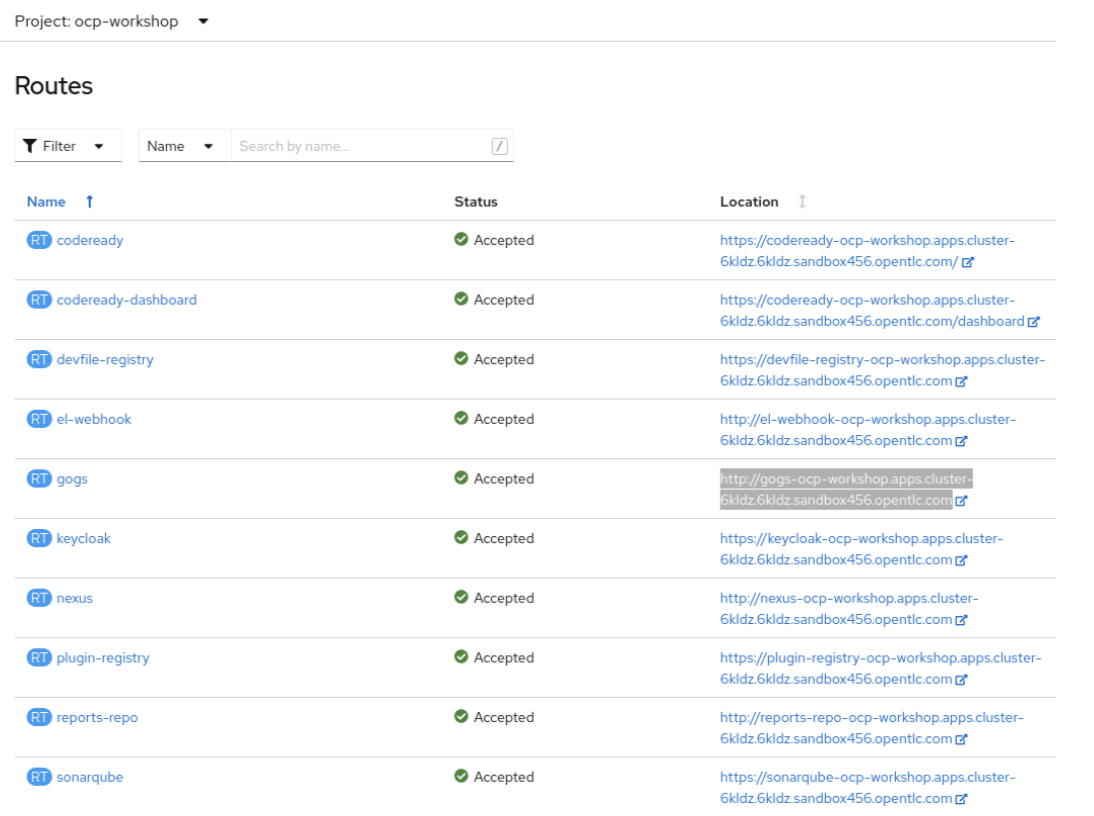 Project: ocp-workshop
Routes
Filter Name Search by name... /
Name Status Location
RT codeready Accepted https://codeready-ocp-workshop.apps.cluster-
6kldz.6kldz.sandbox456.opentlc.com/
RT codeready-dashboard Accepted https://codeready-ocp-workshop.apps.cluster-
6kldz.6kldz.sandbox456.opentlc.com/dashboard
RT devfile-registry Accepted https://devfile-registry-ocp-workshop.apps.cluster-
6kldz.6kldz.sandbox456.opentlc.com
RT el-webhook Accepted http://el-webhook-ocp-workshop.apps.cluster-
6kldz.6kldz.sandbox456.opentlc.com
RT gogs Accepted http://gogs-ocp-workshop.apps.cluster-
6kldz.6kldz.sandbox456.opentlc.com
RT keycloak Accepted https://keycloak-ocp-workshop.apps.cluster-
6kldz.6kldz.sandbox456.opentlc.com
RT nexus Accepted http://nexus-ocp-workshop.apps.cluster-
6kldz.6kldz.sandbox456.opentlc.com
RT plugin-registry Accepted https://plugin-registry-ocp-workshop.apps.cluster-
6kldz.6kldz.sandbox456.opentlc.com
RT reports-repo Accepted http://reports-repo-ocp-workshop.apps.cluster-
6kldz.6kldz.sandbox456.opentlc.com
RT sonarqube Accepted https://sonarqube-ocp-workshop.apps.cluster-
6kldz.6kldz.sandbox456.opentlc.com